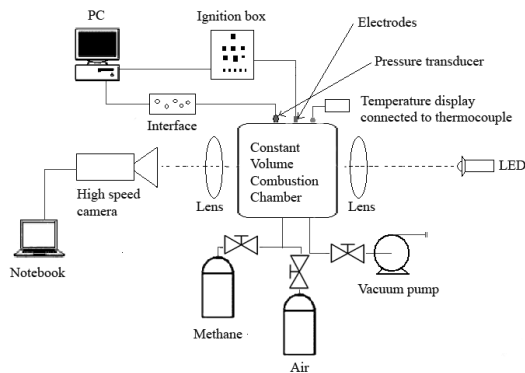 PC
Ignition box
Electrodes
Pressure transducer
Temperature display
connected to thermocouple
Interface
Constant
Volume
Combustion
Chamber
High speed
camera
Lens
Lens
LED
Notebook
Methane
Air
Vacuum pump